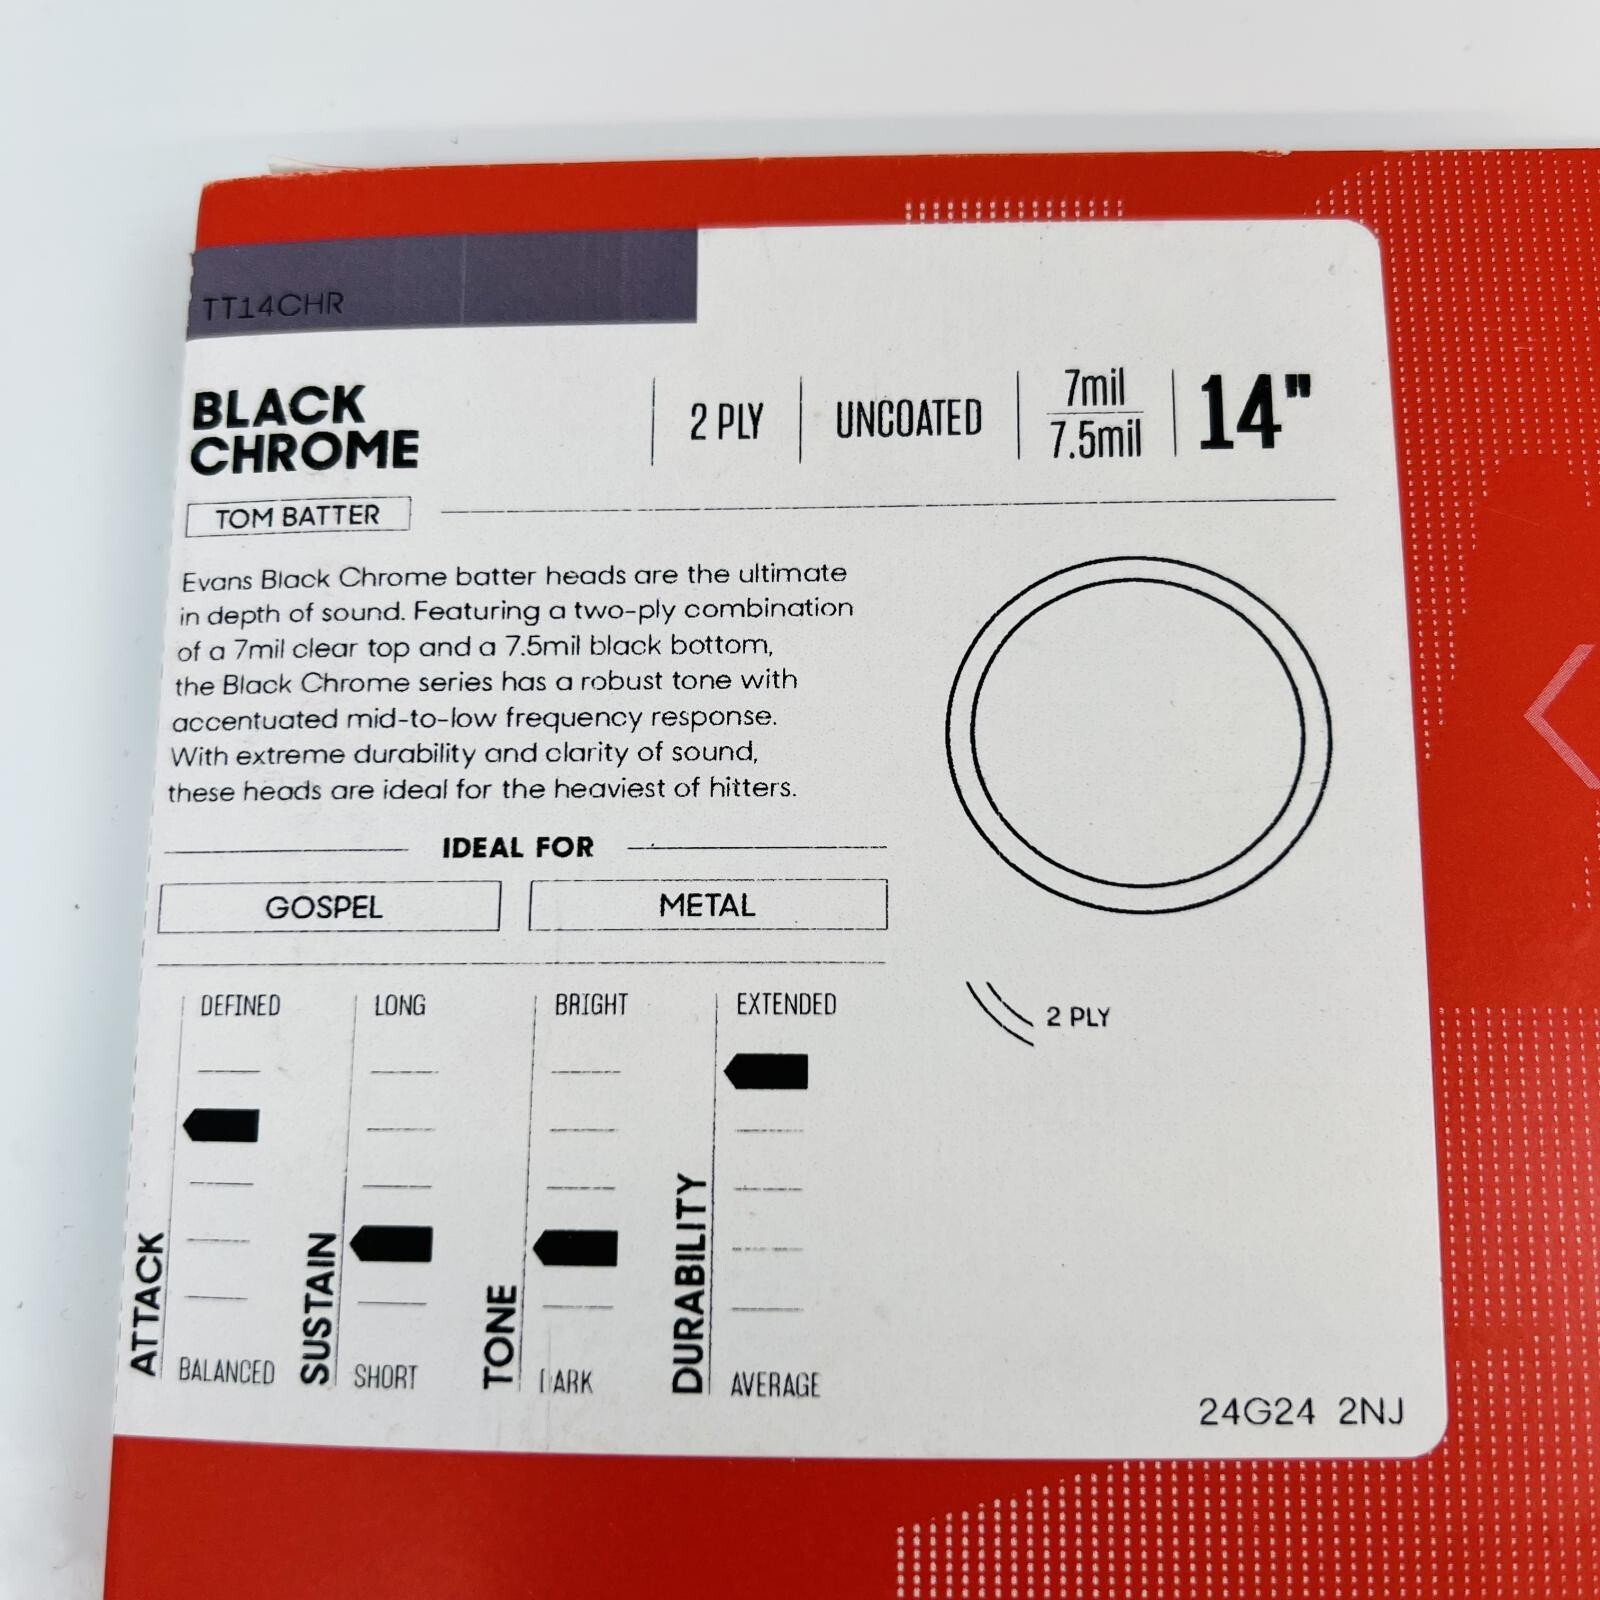 TT14CHR
BLACK
CHROME
2 PLY
UNCOATED
7mil
7.5mil
14"
TOM BATTER
Evans Black Chrome batter heads are the ultimate
in depth of sound. Featuring a two-ply combination
of a 7mil clear top and a 7.5mil black bottom,
the Black Chrome series has a robust tone with
accentuated mid-to-low frequency response.
With extreme durability and clarity of sound,
these heads are ideal for the heaviest of hitters.
IDEAL FOR
GOSPEL
METAL
2 PLY
ATTACK
DEFINED
BALANCED
SUSTAIN
LONG
SHORT
TONE
BRIGHT
DARK
DURABILITY
EXTENDED
AVERAGE
24G24 2NJ